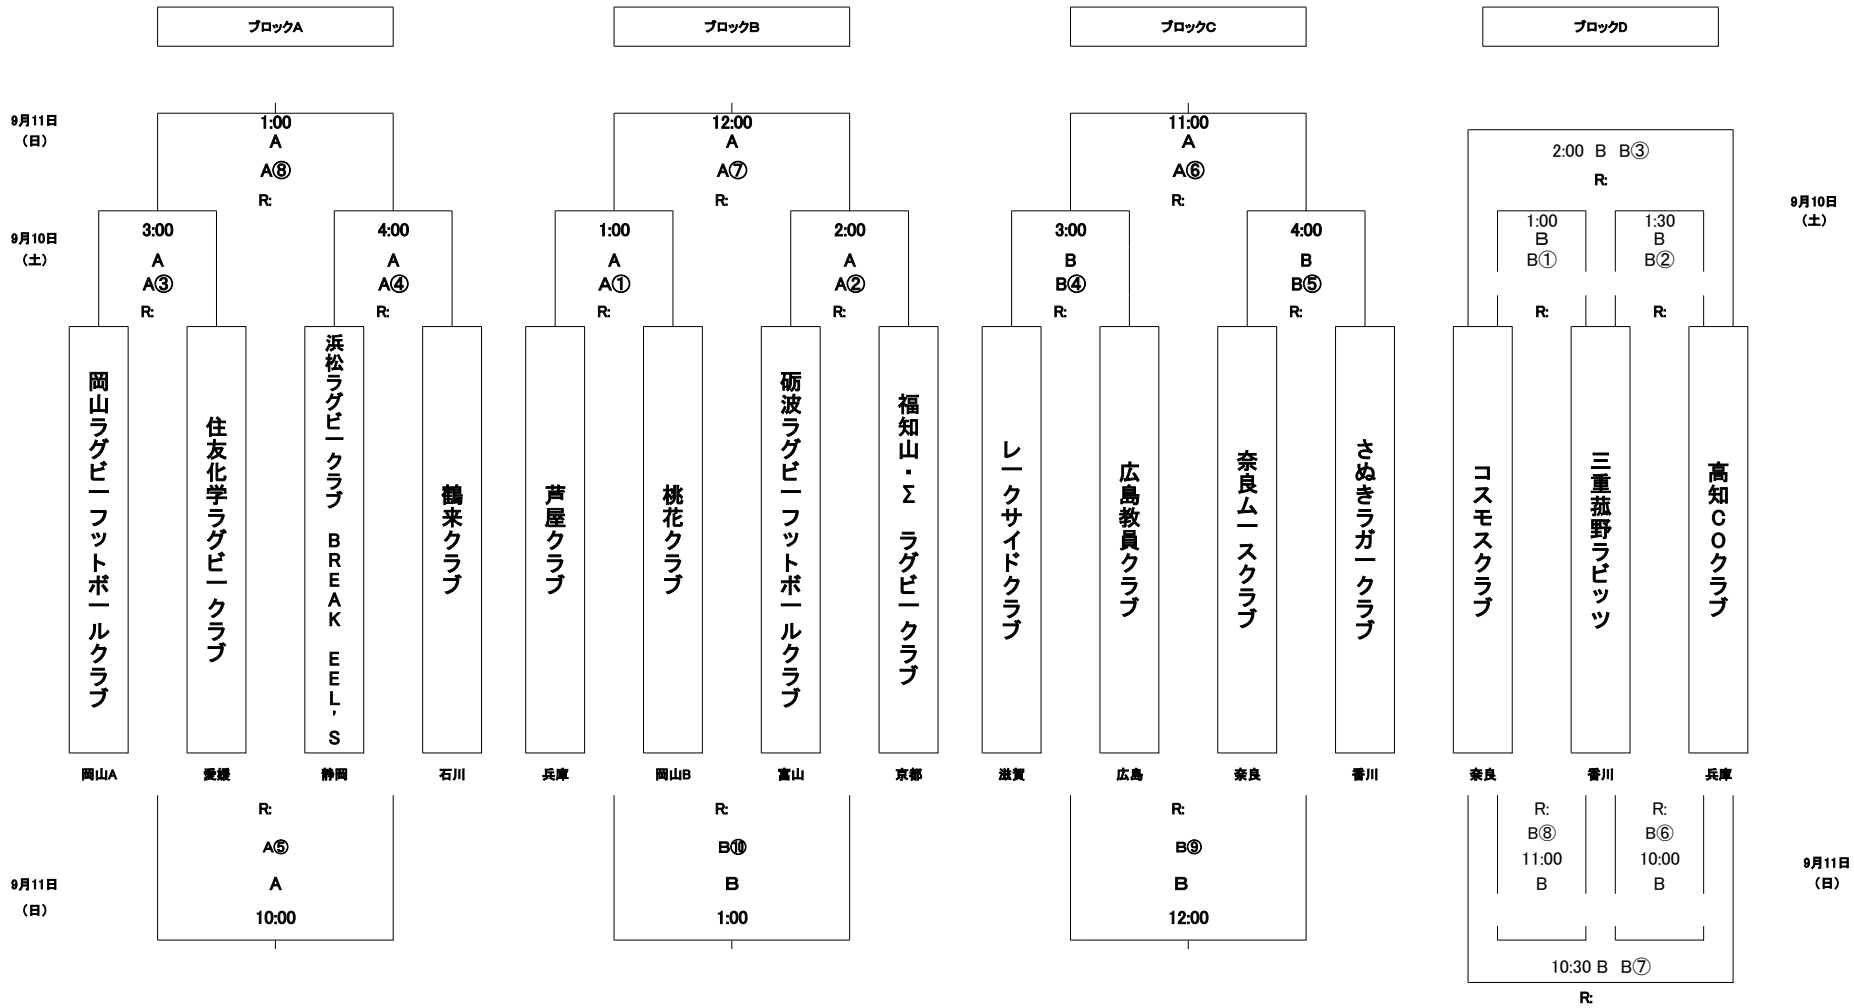 ブロックA
ブロックB
ブロックC
ブロックD
9月11日
（日）
1:00
A
A⑧
R:
12:00
A
A⑦
R:
11:00
A
A⑥
R:
2:00 B B③
R:
9月10日
（土）
9月10日
（土）
3:00
A
A③
R:
4:00
A
A④
R:
1:00
A
A①
R:
2:00
A
A②
R:
3:00
B
B④
R:
4:00
B
B⑤
R:
1:00
B
B①
R:
1:30
B
B②
R:
岡山ラグビーフットボールクラブ
住友化学ラグビークラブ
浜松ラグビークラブ BREAK EEL'S
鶴来クラブ
芦屋クラブ
桃花クラブ
砺波ラグビーフットボールクラブ
福知山・Σ ラグビークラブ
レークサイドクラブ
広島教員クラブ
奈良ムースクラブ
さぬきラガークラブ
コスモスクラブ
三重菰野ラビッツ
高知COクラブ
岡山A
愛媛
静岡
石川
兵庫
岡山B
富山
京都
滋賀
広島
奈良
香川
奈良
香川
兵庫
9月11日
（日）
R:
A⑤
A
10:00
R:
B⑩
B
1:00
R:
B⑨
B
12:00
R:
B⑧
11:00
B
R:
B⑥
10:00
B
10:30 B B⑦
R:
9月11日
（日）